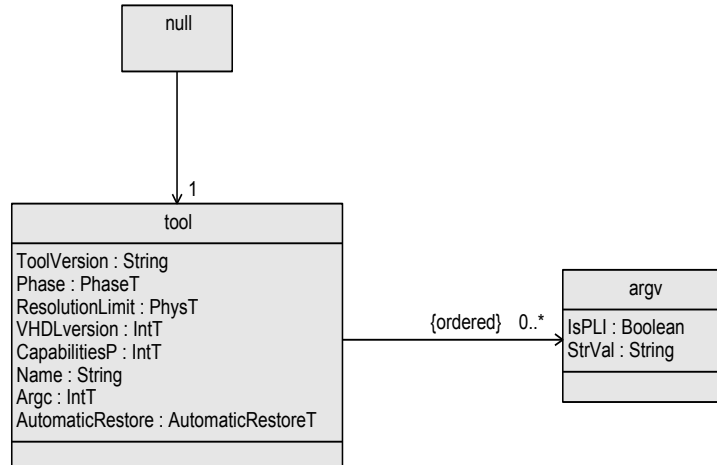 null
1
tool
ToolVersion : String
Phase : PhaseT
ResolutionLimit : PhysT
VHDLversion : IntT
CapabilitiesP : IntT
Name : String
Argc : IntT
AutomaticRestore : AutomaticRestoreT
{ordered} 0..*
argv
IsPLI : Boolean
StrVal : String